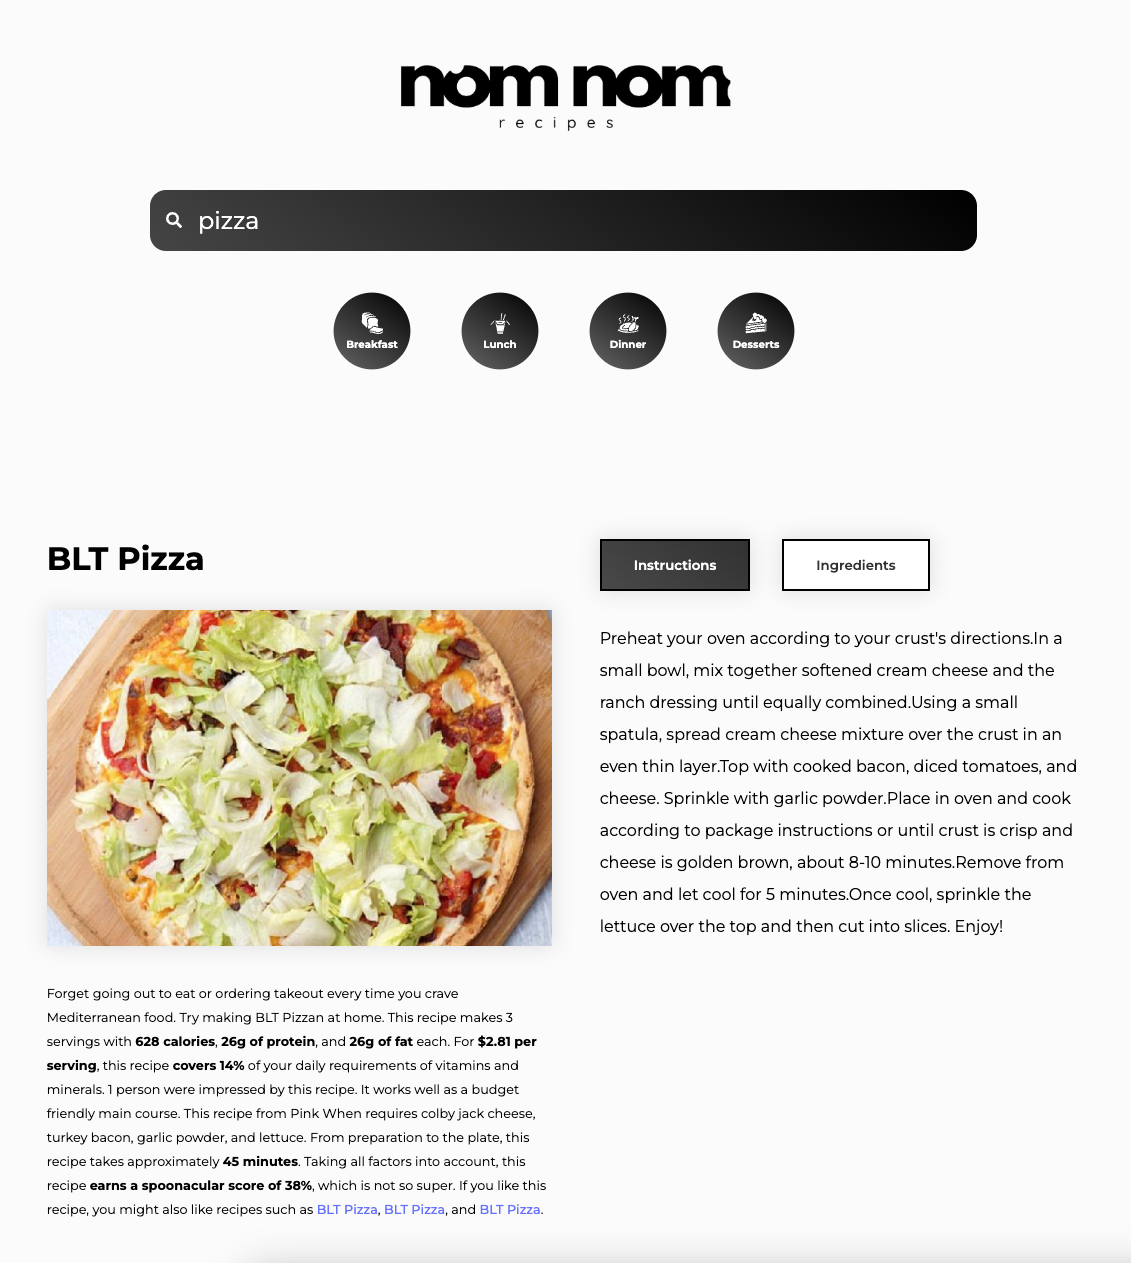 nom nom
recipes
pizza
Breakfast
Lunch
Dinner
Desserts
BLT Pizza
Forget going out to eat or ordering takeout every time you crave
Mediterranean food. Try making BLT Pizzan at home. This recipe makes 3
servings with 628 calories, 26g of protein, and 26g of fat each. For $2.81 per
serving, this recipe covers 14% of your daily requirements of vitamins and
minerals. 1 person were impressed by this recipe. It works well as a budget
friendly main course. This recipe from Pink When requires colby jack cheese,
turkey bacon, garlic powder, and lettuce. From preparation to the plate, this
recipe takes approximately 45 minutes. Taking all factors into account, this
recipe earns a spoonacular score of 38%, which is not so super. If you like this
recipe, you might also like recipes such as BLT Pizza, BLT Pizza, and BLT Pizza.
Instructions
Ingredients
Preheat your oven according to your crust's directions.In a
small bowl, mix together softened cream cheese and the
ranch dressing until equally combined.Using a small
spatula, spread cream cheese mixture over the crust in an
even thin layer.Top with cooked bacon, diced tomatoes, and
cheese. Sprinkle with garlic powder.Place in oven and cook
according to package instructions or until crust is crisp and
cheese is golden brown, about 8-10 minutes.Remove from
oven and let cool for 5 minutes.Once cool, sprinkle the
lettuce over the top and then cut into slices. Enjoy!